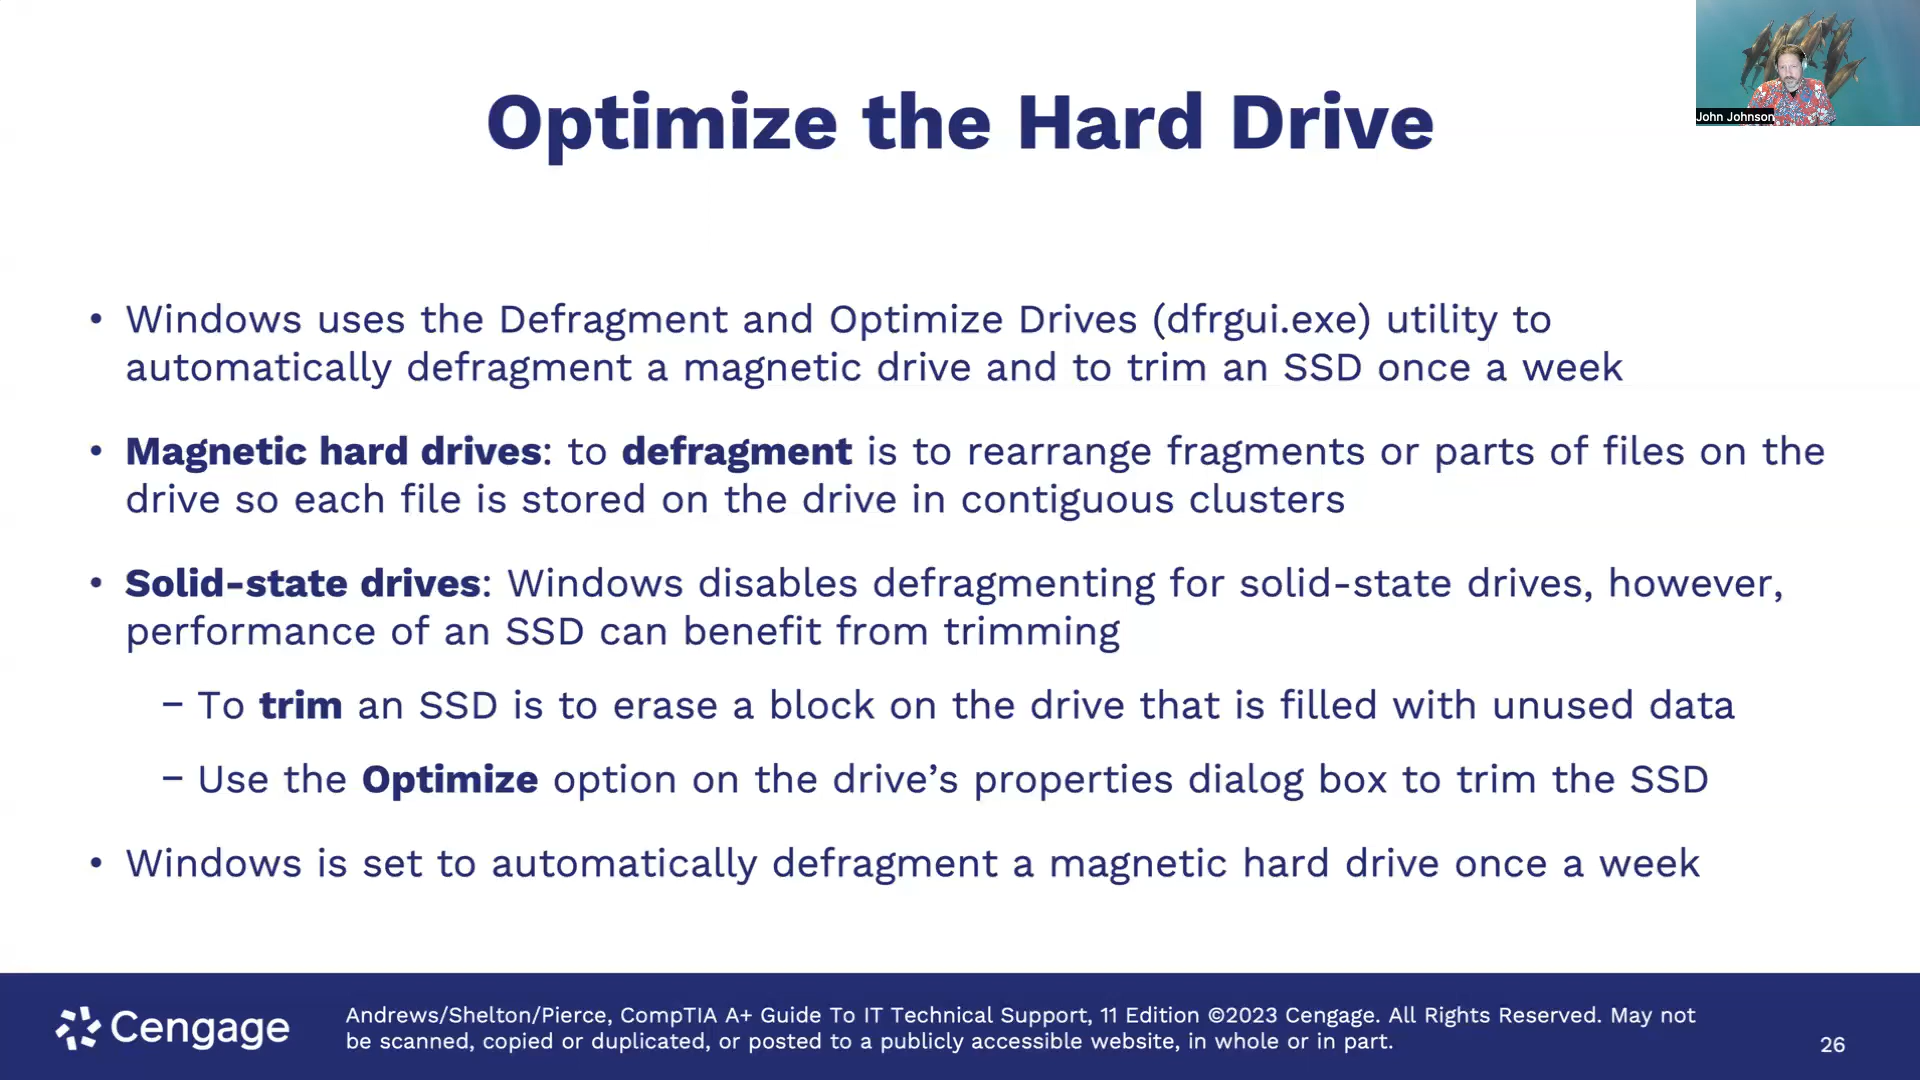 Optimize the Hard Drive
John Johnson
• Windows uses the Defragment and Optimize Drives (dfrgui.exe) utility to
automatically defragment a magnetic drive and to trim an SSD once a week
• Magnetic hard drives: to defragment is to rearrange fragments or parts of files on the
drive so each file is stored on the drive in contiguous clusters
• Solid-state drives: Windows disables defragmenting for solid-state drives, however,
performance of an SSD can benefit from trimming
– To trim an SSD is to erase a block on the drive that is filled with unused data
– Use the Optimize option on the drive’s properties dialog box to trim the SSD
• Windows is set to automatically defragment a magnetic hard drive once a week
Cengage
Andrews/Shelton/Pierce, CompTIA A+ Guide To IT Technical Support, 11 Edition ©2023 Cengage. All Rights Reserved. May not
be scanned, copied or duplicated, or posted to a publicly accessible website, in whole or in part.
26